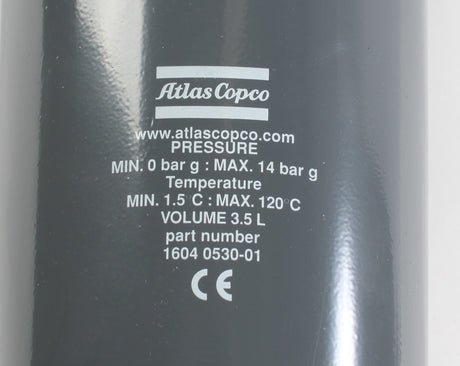 Atlas Copco
www.atlascopco.com
PRESSURE
MIN. 0 bar g : MAX. 14 bar g
Temperature
MIN. 1.5°C : MAX. 120°C
VOLUME 3.5 L
part number
1604 0530-01
CE